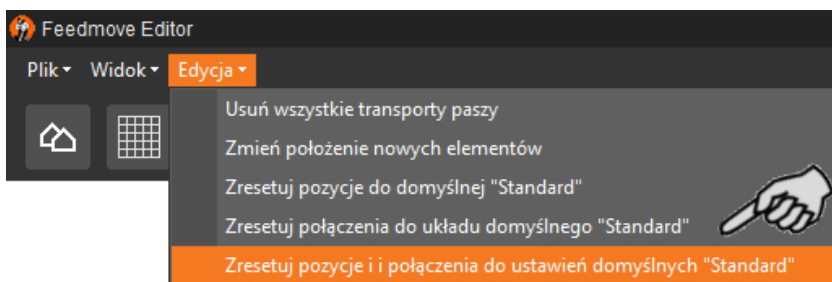 Feedmove Editor
Plik Widok Edycja
Usuń wszystkie transporty paszy
Zmień położenie nowych elementów
Zresetuj pozycje do domyślnej "Standard"
Zresetuj połączenia do układu domyślnego "Standard"
Zresetuj pozycje i i połączenia do ustawień domyślnych "Standard"